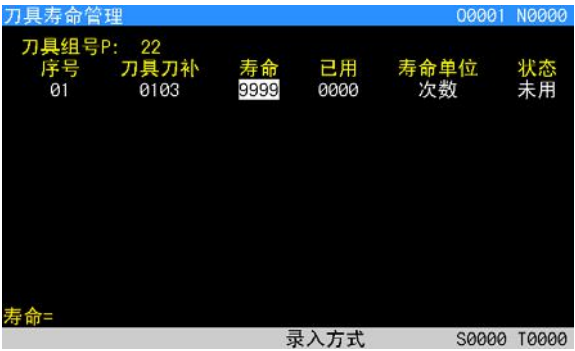 刀具寿命管理 O0001 N0000
刀具组号P: 22
序号 刀具刀补 寿命 已用 寿命单位 状态
01 0103 9999 0000 次数 未用
寿命=
录入方式 S0000 T0000